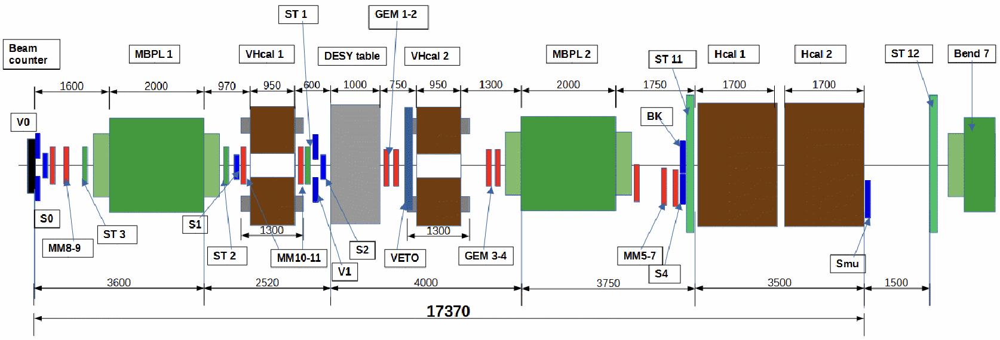 ST 1
GEM 1-2
Beam
counter
MBPL 1
VHcal 1
DESY table
VHcal 2
MBPL 2
ST 11
Hcal 1
Hcal 2
ST 12
Bend 7
1600
2000
970
950
600
1000
750
950
1300
2000
1750
1700
1700
V0
BK
S0
S1
ST 3
MM8-9
ST 2
1300
MM10-11
V1
S2
VETO
1300
GEM 3-4
MM5-7
S4
Smu
3600
2520
4000
3750
3500
1500
17370